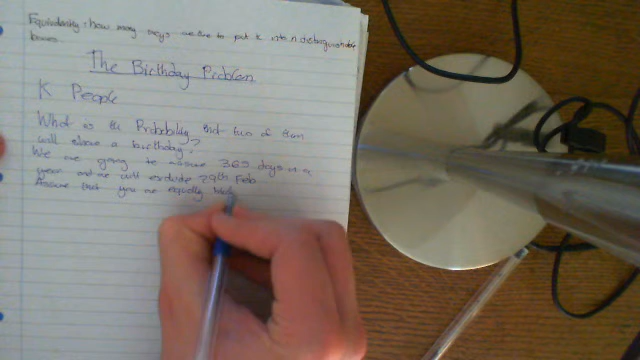 Equivalently: how many ways are there to put k into n distinguishable
boxes
The Birthday Problem
K People
What is the Probability that two of them
will share a birthday?
We are going to assume 365 days in a
year and we will exclude 29th Feb
Assume that you are equally